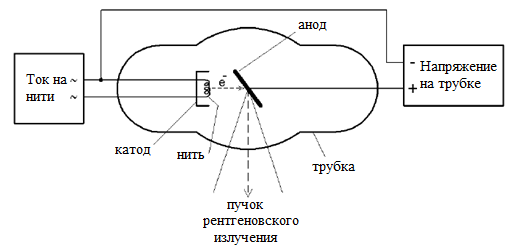 анод
Ток на ~
нити ~
e -
- Напряжение
+ на трубке
катод
нить
трубка
пучок
рентгеновского
излучения